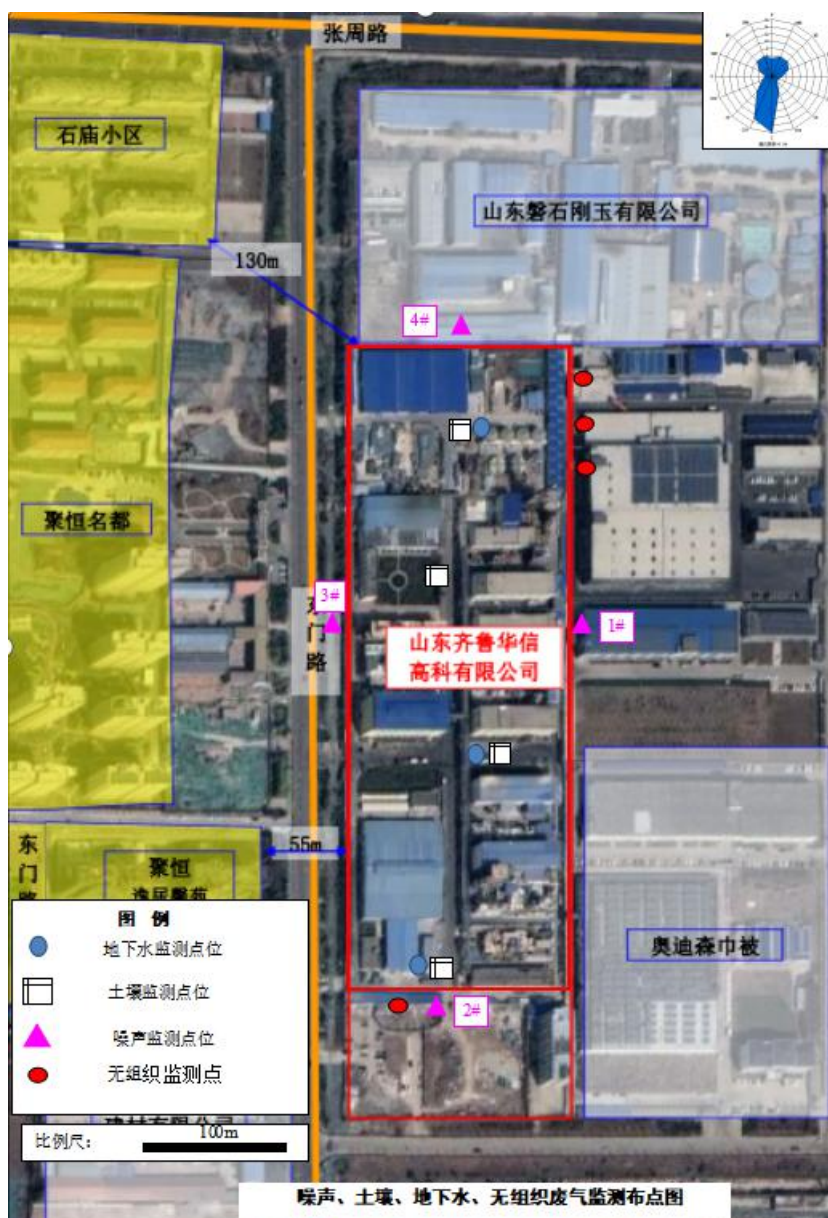 张周路
石庙小区
山东磐石刚玉有限公司
130m
4#
聚恒名都
3#
东
门
路
1#
山东齐鲁华信
高科有限公司
55m
东
门
路
聚恒
逸居馨苑
奥迪森巾被
图 例
地下水监测点位
土壤监测点位
噪声监测点位
无组织监测点
2#
建材有限公司
比例尺:
100m
噪声、土壤、地下水、无组织废气监测布点图